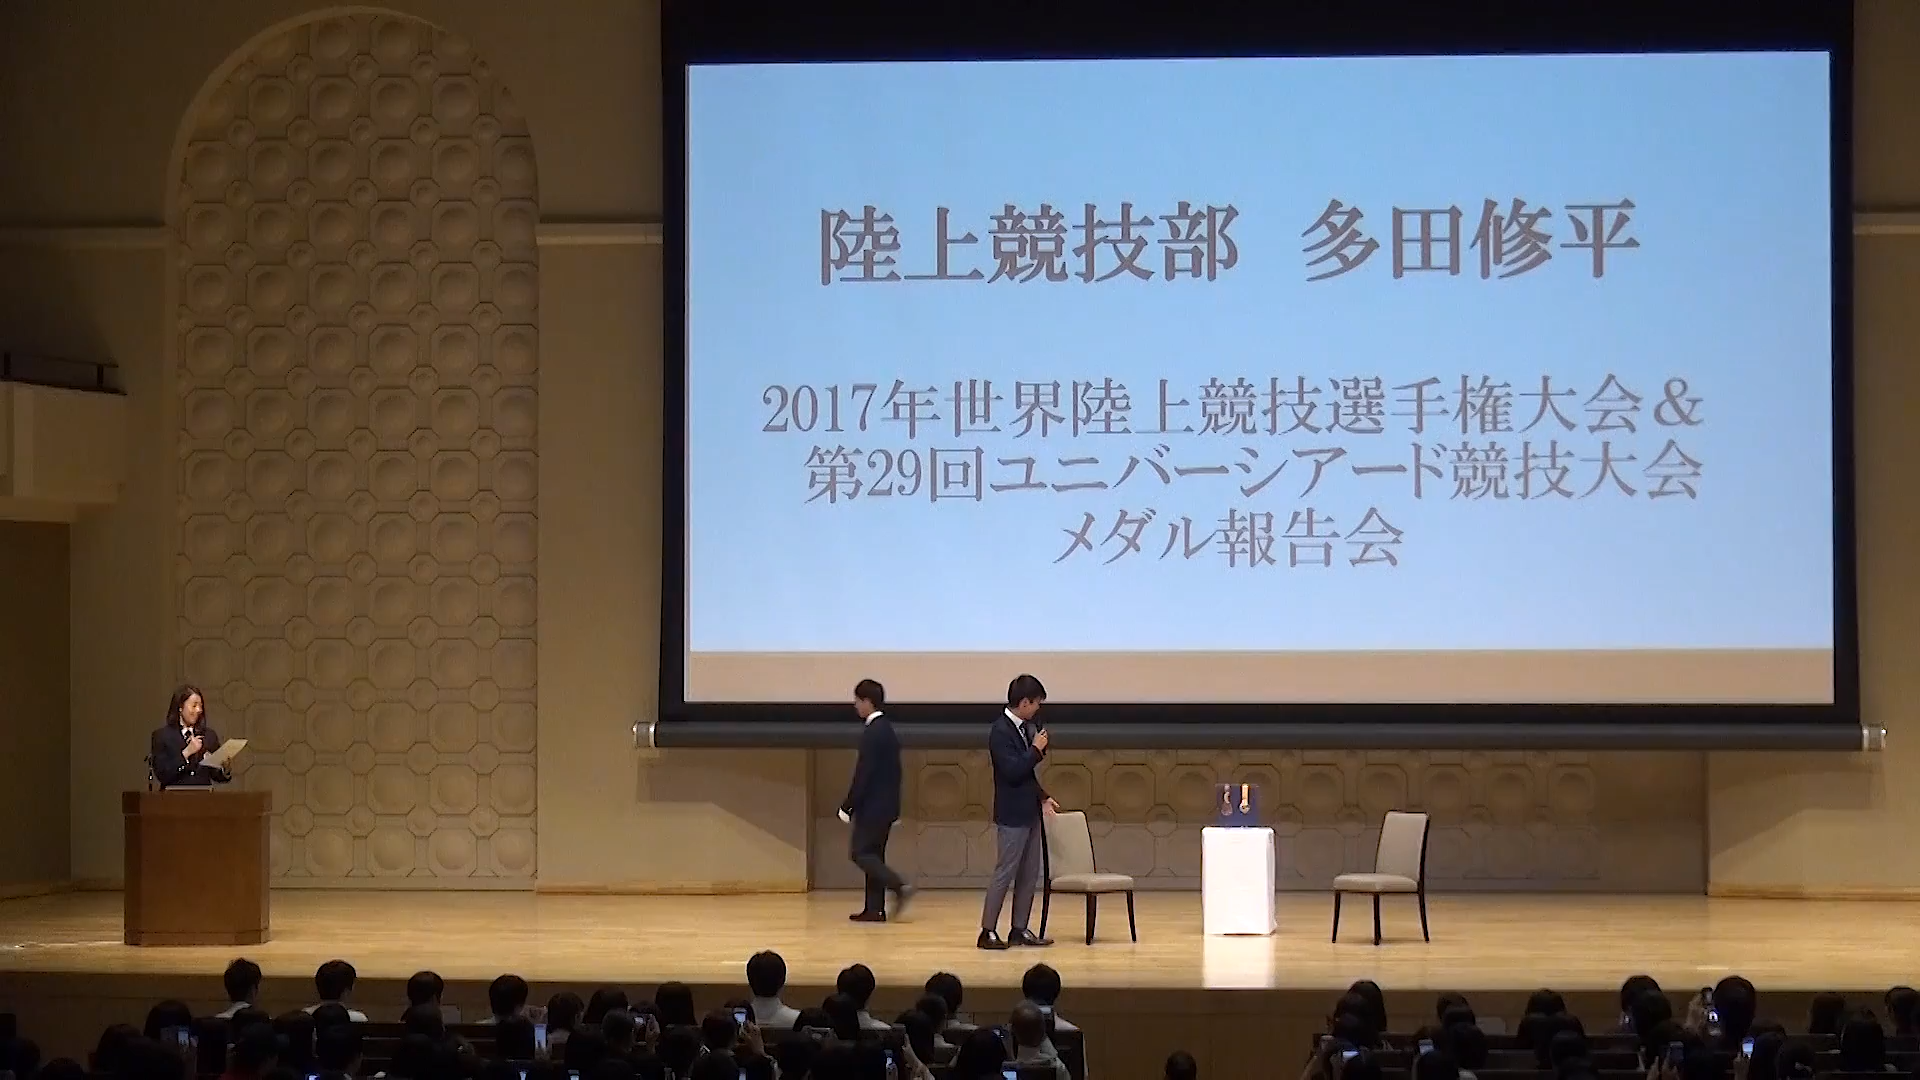 陸上競技部　多田修平
2017年世界陸上競技選手権大会＆
第29回ユニバーシアード競技大会
メダル報告会